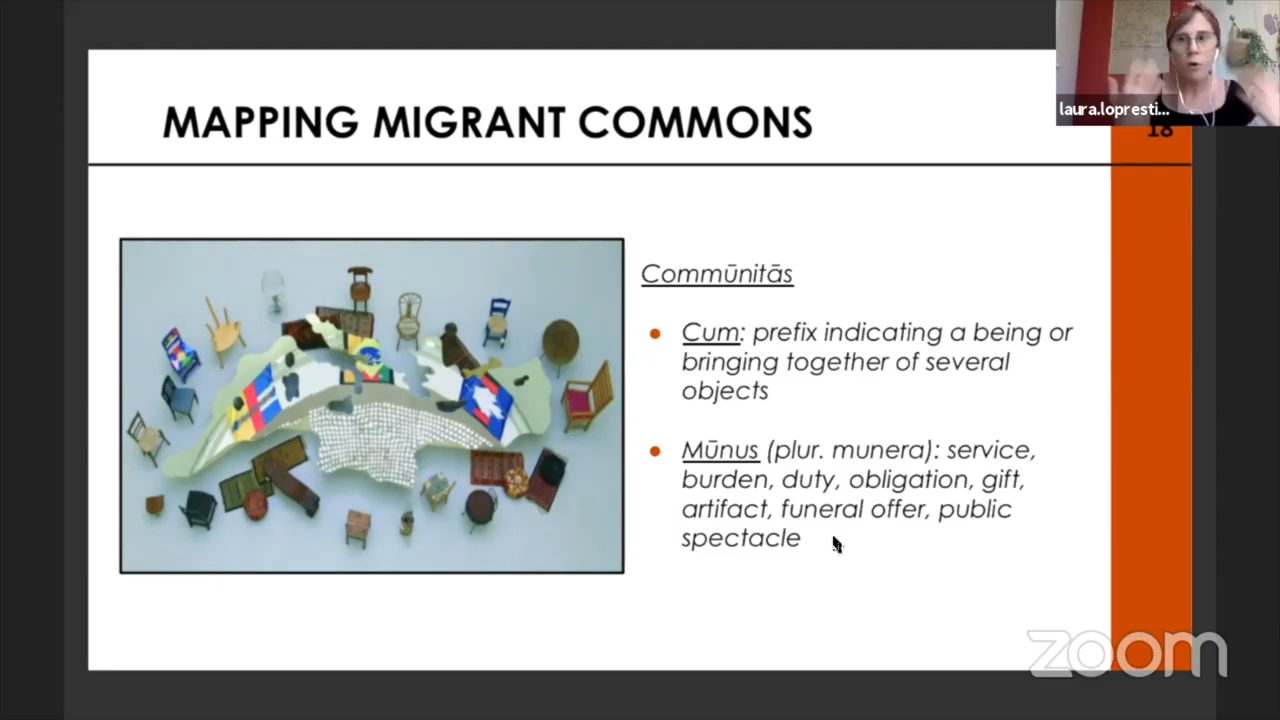 laura.lopresti...
MAPPING MIGRANT COMMONS
18
Commūnitās
• Cum: prefix indicating a being or
bringing together of several
objects
• Mūnus (plur. munera): service,
burden, duty, obligation, gift,
artifact, funeral offer, public
spectacle
zoom